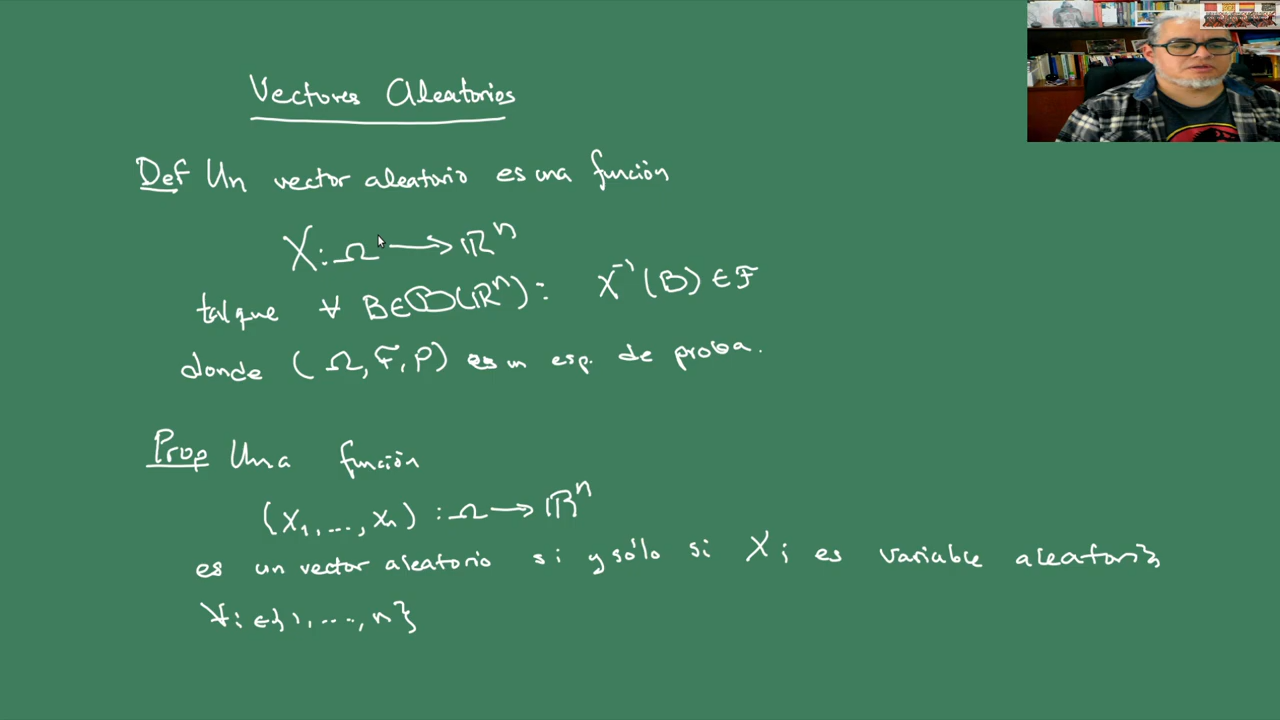 Vectores Aleatorios
Def Un vector aleatorio es una función
X: Ω → ℝⁿ
tal que ∀ B∈𝓑(ℝⁿ): X⁻¹(B) ∈ 𝓕
donde (Ω, 𝓕, P) es un esp. de proba.
Prop Una función
(X₁, ..., Xₙ) : Ω → ℝⁿ
es un vector aleatorio si y sólo si Xᵢ es variable aleatoria
∀i ∈ {1, ..., n}